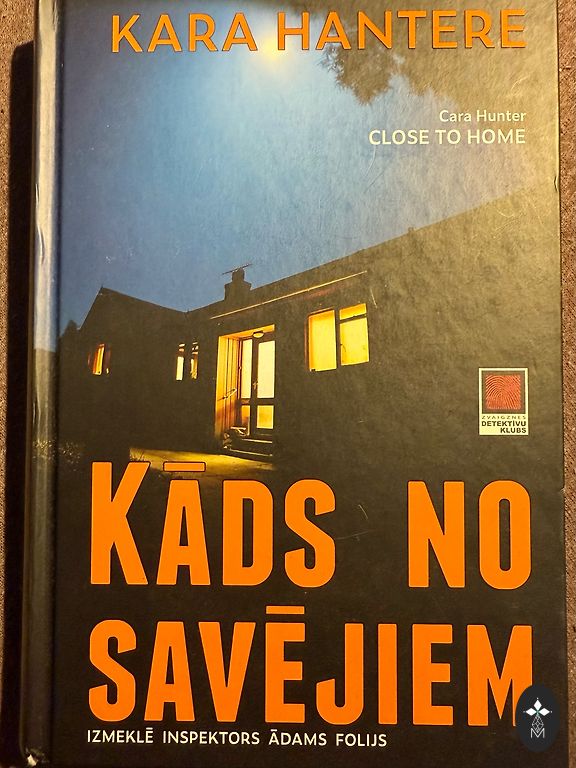 KARA HANTERE
Cara Hunter
CLOSE TO HOME
ZVAIGZNES
DETEKTĪVU
KLUBS
KĀDS NO
SAVĒJIEM
IZMEKLĒ INSPEKTORS ĀDAMS FOLIJS